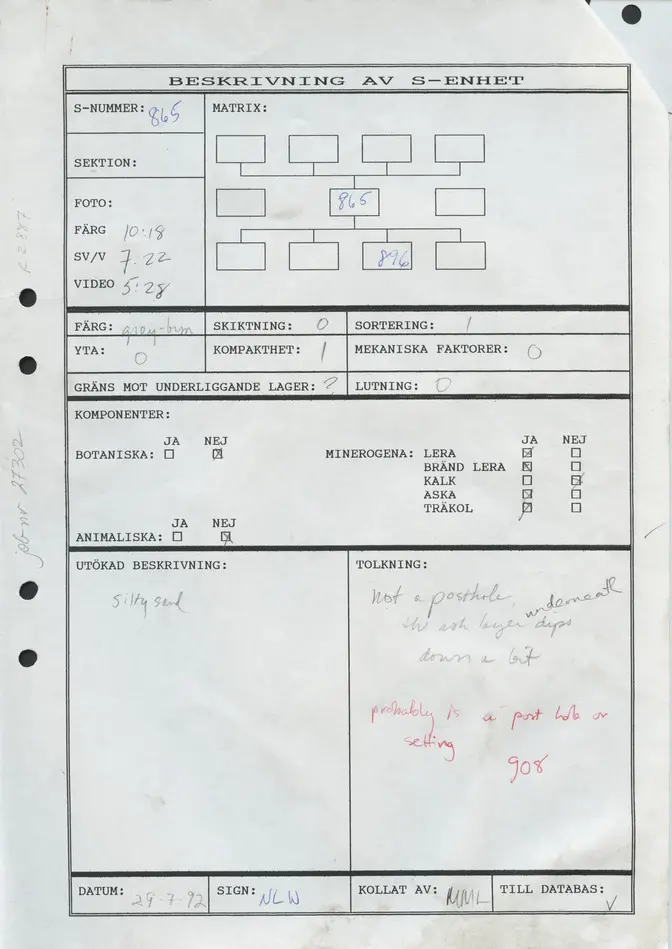 BESKRIVNING AV S-ENHET
S-NUMMER: 865
MATRIX:
SEKTION:
FOTO:
FÄRG 10:18
SV/V 7.22
VIDEO 5:28
865
896
FÄRG: grey-brn
SKIKTNING: 0
SORTERING: 1
YTA: 0
KOMPAKTHET: 1
MEKANISKA FAKTORER: 0
GRÄNS MOT UNDERLIGGANDE LAGER: ?
LUTNING: 0
KOMPONENTER:
JA NEJ
BOTANISKA:
MINEROGENA:
JA NEJ
LERA
BRÄND LERA
KALK
ASKA
TRÄKOL
JA NEJ
ANIMALISKA:
UTÖKAD BESKRIVNING:
silty sand
TOLKNING:
Not a posthole, underneath
the ash layer dips
down a bit
probably is a post hole or
setting
908
DATUM: 29-7-92
SIGN: NLW
KOLLAT AV: MML
TILL DATABAS:
job nr 27302